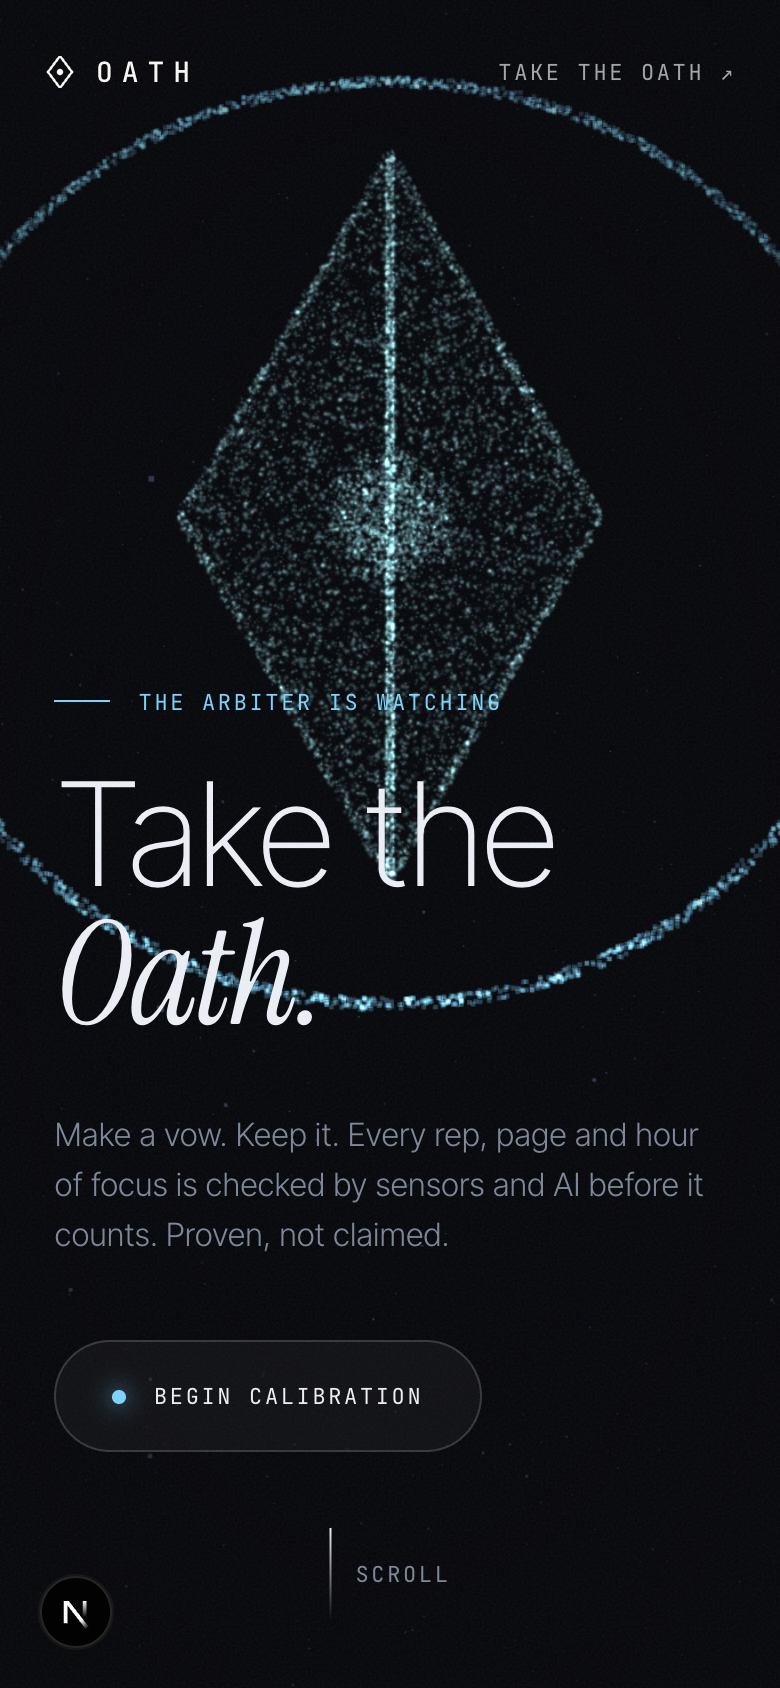 OATH
TAKE THE OATH ↗
THE ARBITER IS WATCHING
Take the
Oath.
Make a vow. Keep it. Every rep, page and hour
of focus is checked by sensors and AI before it
counts. Proven, not claimed.
BEGIN CALIBRATION
SCROLL
N